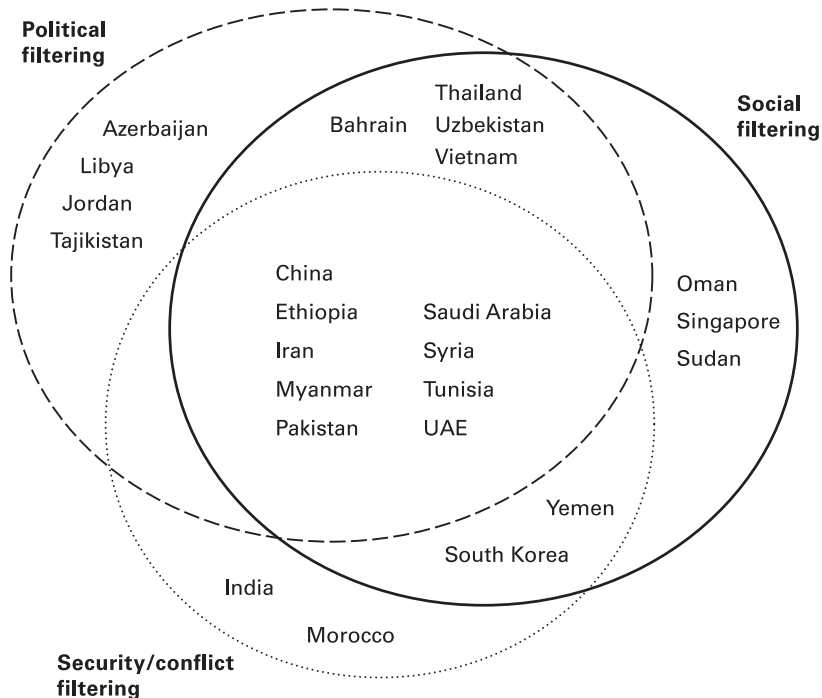 Political
filtering
Thailand
Azerbaijan
Bahrain
Uzbekistan
Social
filtering
Libya
Vietnam
Jordan
Tajikistan
China
Oman
Ethiopia
Saudi Arabia
Singapore
Iran
Syria
Sudan
Myanmar
Tunisia
Pakistan
UAE
Yemen
South Korea
India
Morocco
Security/conflict
filtering